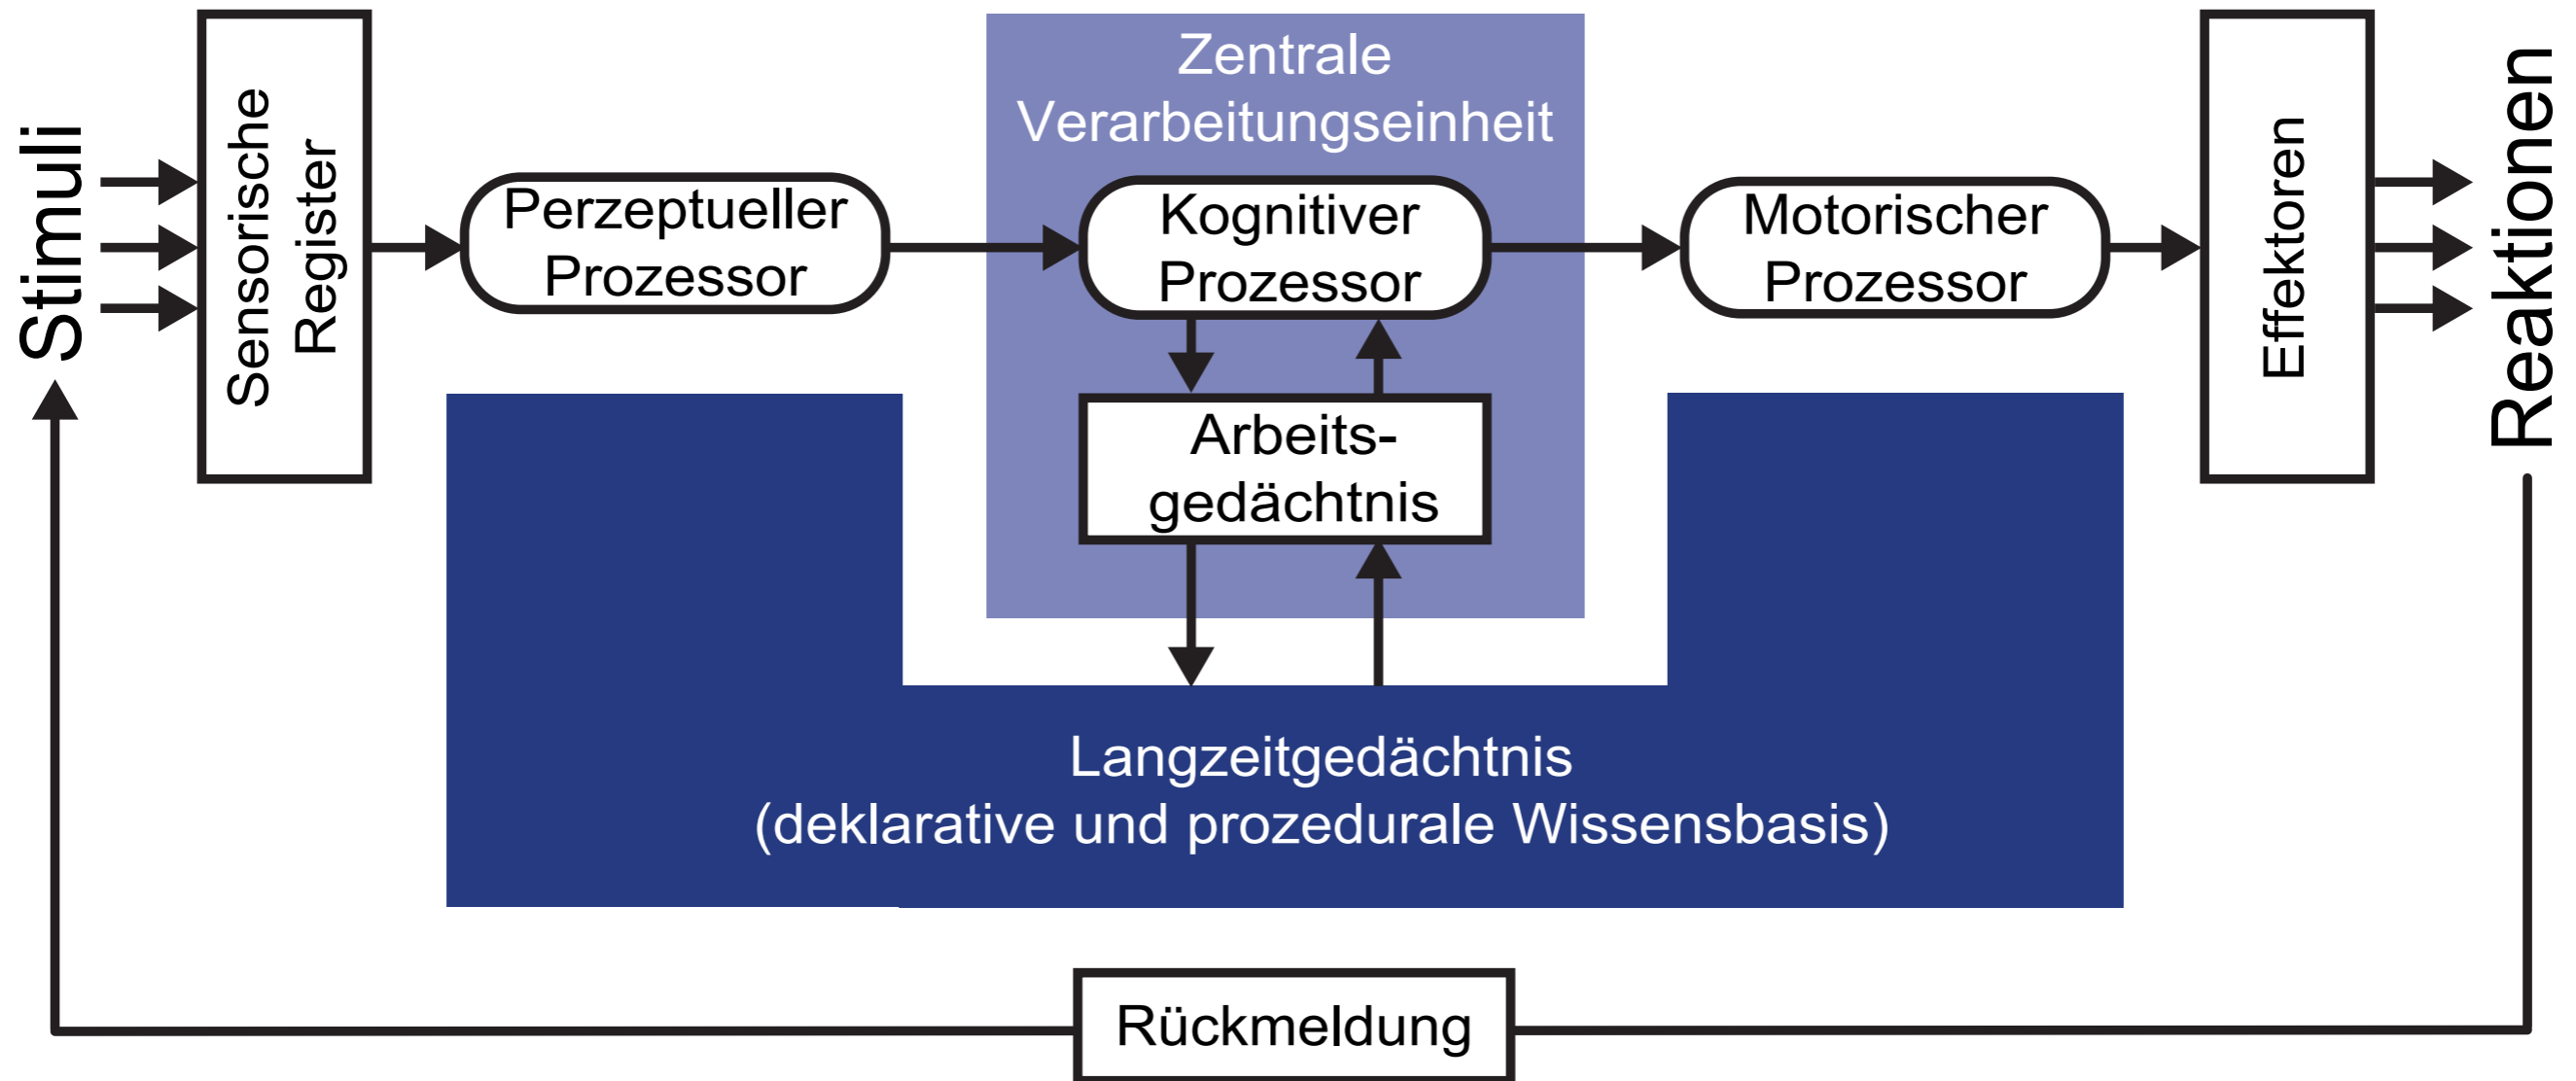 Stimuli
Sensorische
Register
Perzeptueller
Prozessor
Zentrale
Verarbeitungseinheit
Kognitiver
Prozessor
Arbeits-
gedächtnis
Motorischer
Prozessor
Effektoren
Reaktionen
Langzeitgedächtnis
(deklarative und prozedurale Wissensbasis)
Rückmeldung